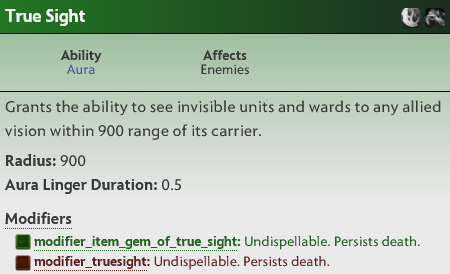 True Sight
Ability
Affects
Aura
Enemies
Grants the ability to see invisible units and wards to any allied
vision within 900 range of its carrier.
Radius: 900
Aura Linger Duration: 0.5
Modifiers
modifier_item_gem_of_true_sight: Undispellable. Persists death.
modifier_truesight: Undispellable. Persists death.